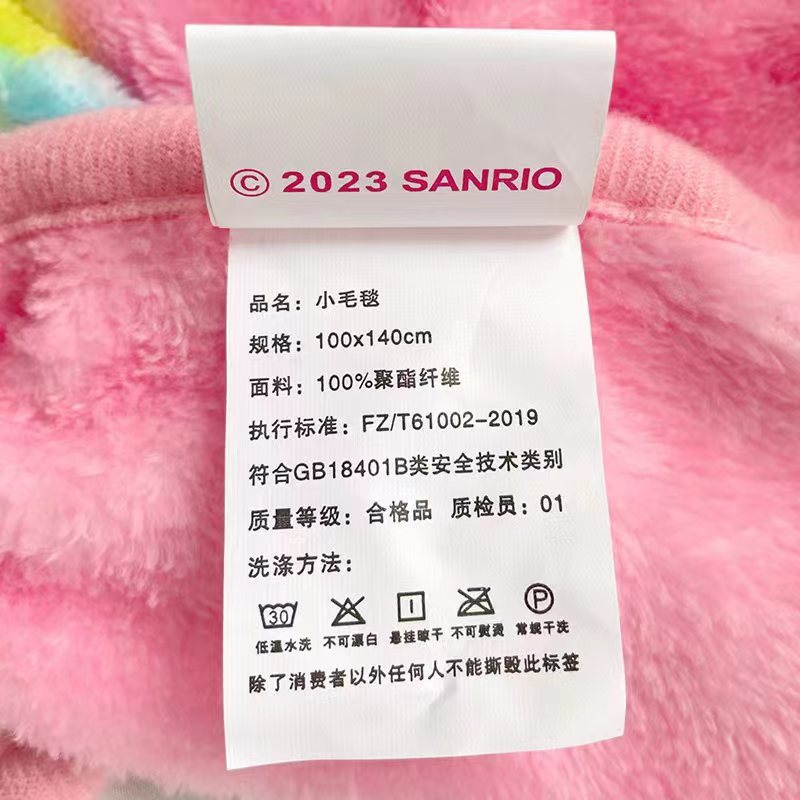 © 2023 SANRIO
品名：小毛毯
规格：100x140cm
面料：100%聚酯纤维
执行标准：FZ/T61002-2019
符合GB18401B类安全技术类别
质量等级：合格品 质检员：01
洗涤方法：
30 P
低温水洗 不可漂白 悬挂晾干 不可熨烫 常规干洗
除了消费者以外任何人不能撕毁此标签